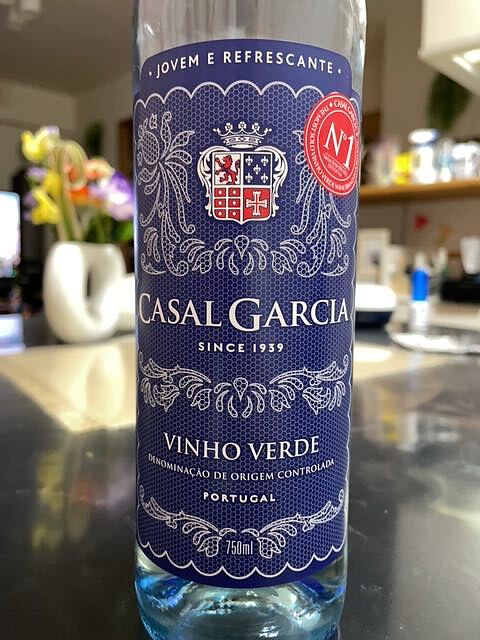 • JOVEM E REFRESCANTE •
Nº1
CASAL GARCIA
SINCE 1939
VINHO VERDE
DENOMINAÇÃO DE ORIGEM CONTROLADA
PORTUGAL
750ml